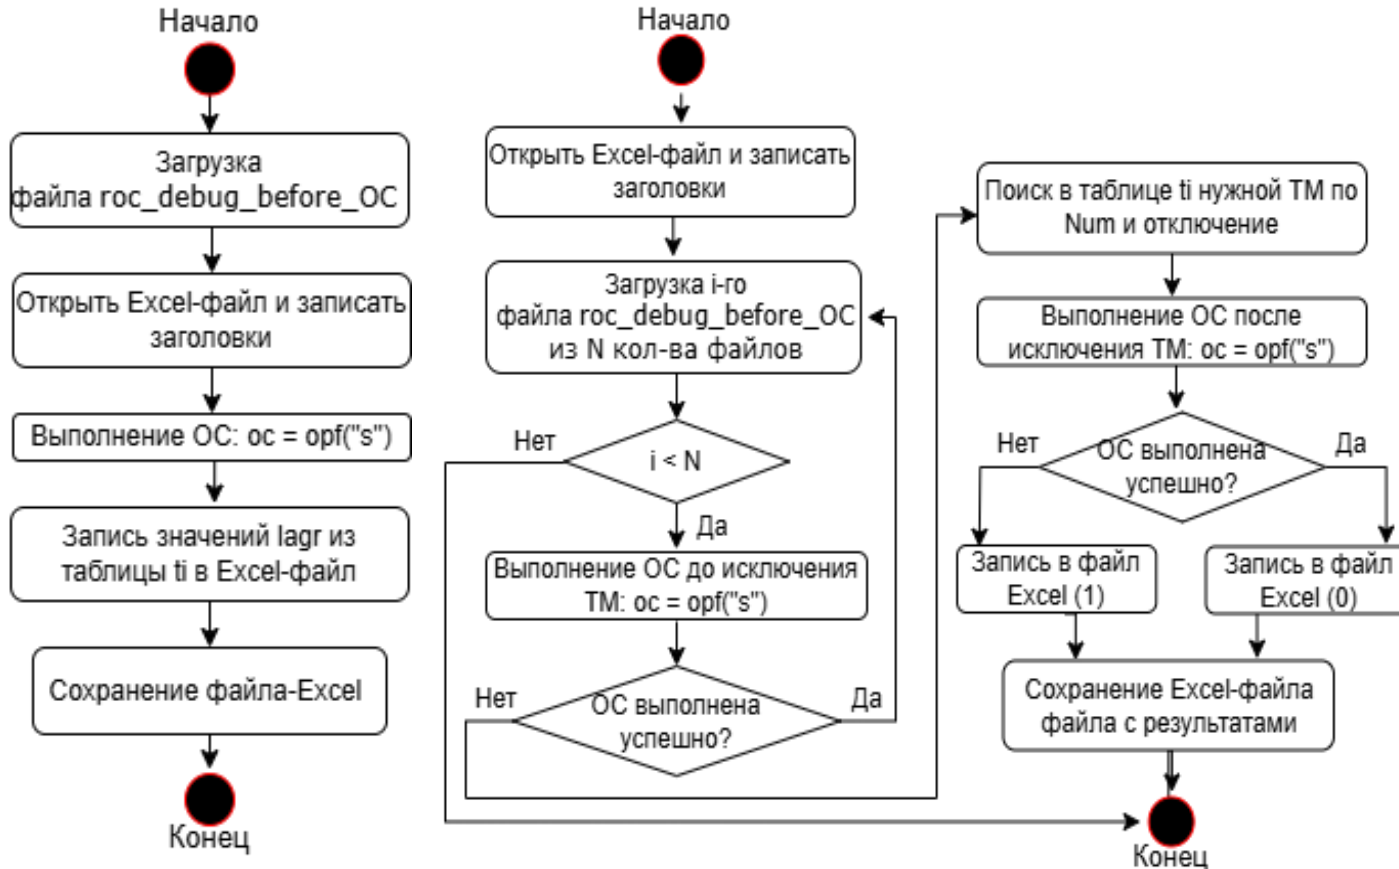 Начало
Загрузка
файла roc_debug_before_OC
Открыть Excel-файл и записать
заголовки
Выполнение ОС: oc = opf("s")
Запись значений lagr из
таблицы ti в Excel-файл
Сохранение файла-Excel
Конец
Начало
Открыть Excel-файл и записать
заголовки
Загрузка i-го
файла roc_debug_before_OC
из N кол-ва файлов
i < N
Нет
Да
Выполнение ОС до исключения
ТМ: oc = opf("s")
ОС выполнена
успешно?
Нет
Да
Поиск в таблице ti нужной ТМ по
Num и отключение
Выполнение ОС после
исключения ТМ: oc = opf("s")
ОС выполнена
успешно?
Нет
Да
Запись в файл
Excel (1)
Запись в файл
Excel (0)
Сохранение Excel-файла
файла с результатами
Конец